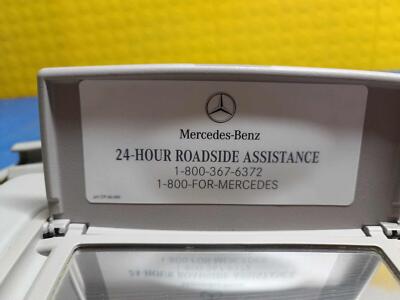 Mercedes-Benz
24-HOUR ROADSIDE ASSISTANCE
1-800-367-6372
1-800-FOR-MERCEDES